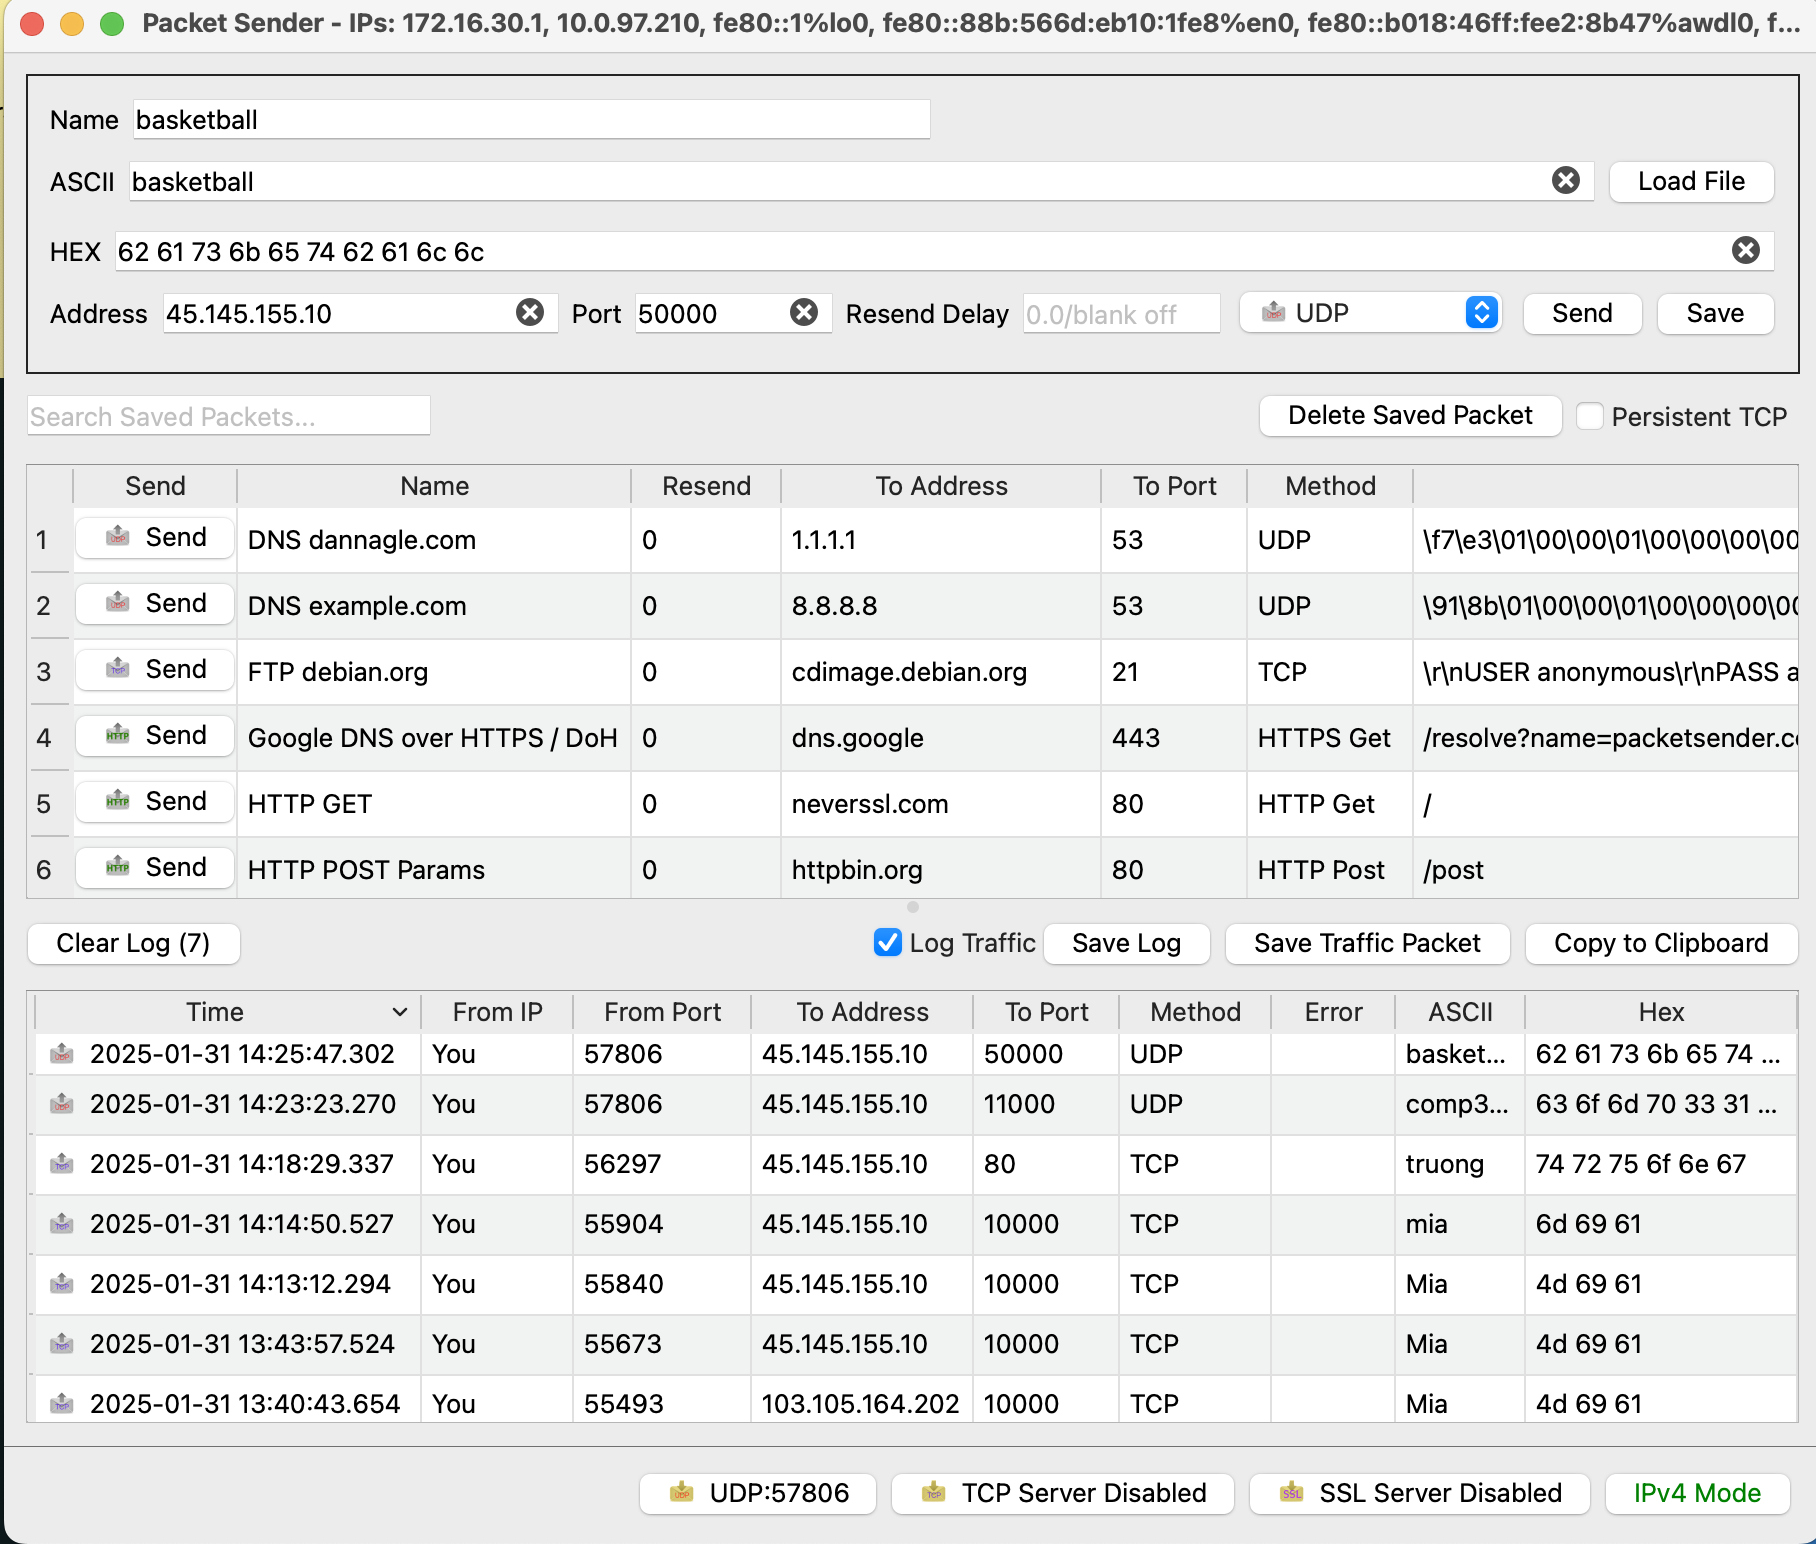 Packet Sender - IPs: 172.16.30.1, 10.0.97.210, fe80::1%lo0, fe80::88b:566d:eb10:1fe8%en0, fe80::b018:46ff:fee2:8b47%awdl0, f...
Name basketball
ASCII basketball Load File
HEX 62 61 73 6b 65 74 62 61 6c 6c
Address 45.145.155.10 Port 50000 Resend Delay 0.0/blank off UDP Send Save
Search Saved Packets... Delete Saved Packet Persistent TCP
Send Name Resend To Address To Port Method
1 Send DNS dannagle.com 0 1.1.1.1 53 UDP \f7\e3\01\00\00\01\00\00\00\00
2 Send DNS example.com 0 8.8.8.8 53 UDP \91\8b\01\00\00\01\00\00\00\00
3 Send FTP debian.org 0 cdimage.debian.org 21 TCP \r\nUSER anonymous\r\nPASS a
4 Send Google DNS over HTTPS / DoH 0 dns.google 443 HTTPS Get /resolve?name=packetsender.c
5 Send HTTP GET 0 neverssl.com 80 HTTP Get /
6 Send HTTP POST Params 0 httpbin.org 80 HTTP Post /post
Clear Log (7) Log Traffic Save Log Save Traffic Packet Copy to Clipboard
Time From IP From Port To Address To Port Method Error ASCII Hex
2025-01-31 14:25:47.302 You 57806 45.145.155.10 50000 UDP basket... 62 61 73 6b 65 74 ...
2025-01-31 14:23:23.270 You 57806 45.145.155.10 11000 UDP comp3... 63 6f 6d 70 33 31 ...
2025-01-31 14:18:29.337 You 56297 45.145.155.10 80 TCP truong 74 72 75 6f 6e 67
2025-01-31 14:14:50.527 You 55904 45.145.155.10 10000 TCP mia 6d 69 61
2025-01-31 14:13:12.294 You 55840 45.145.155.10 10000 TCP Mia 4d 69 61
2025-01-31 13:43:57.524 You 55673 45.145.155.10 10000 TCP Mia 4d 69 61
2025-01-31 13:40:43.654 You 55493 103.105.164.202 10000 TCP Mia 4d 69 61
UDP:57806 TCP Server Disabled SSL Server Disabled IPv4 Mode